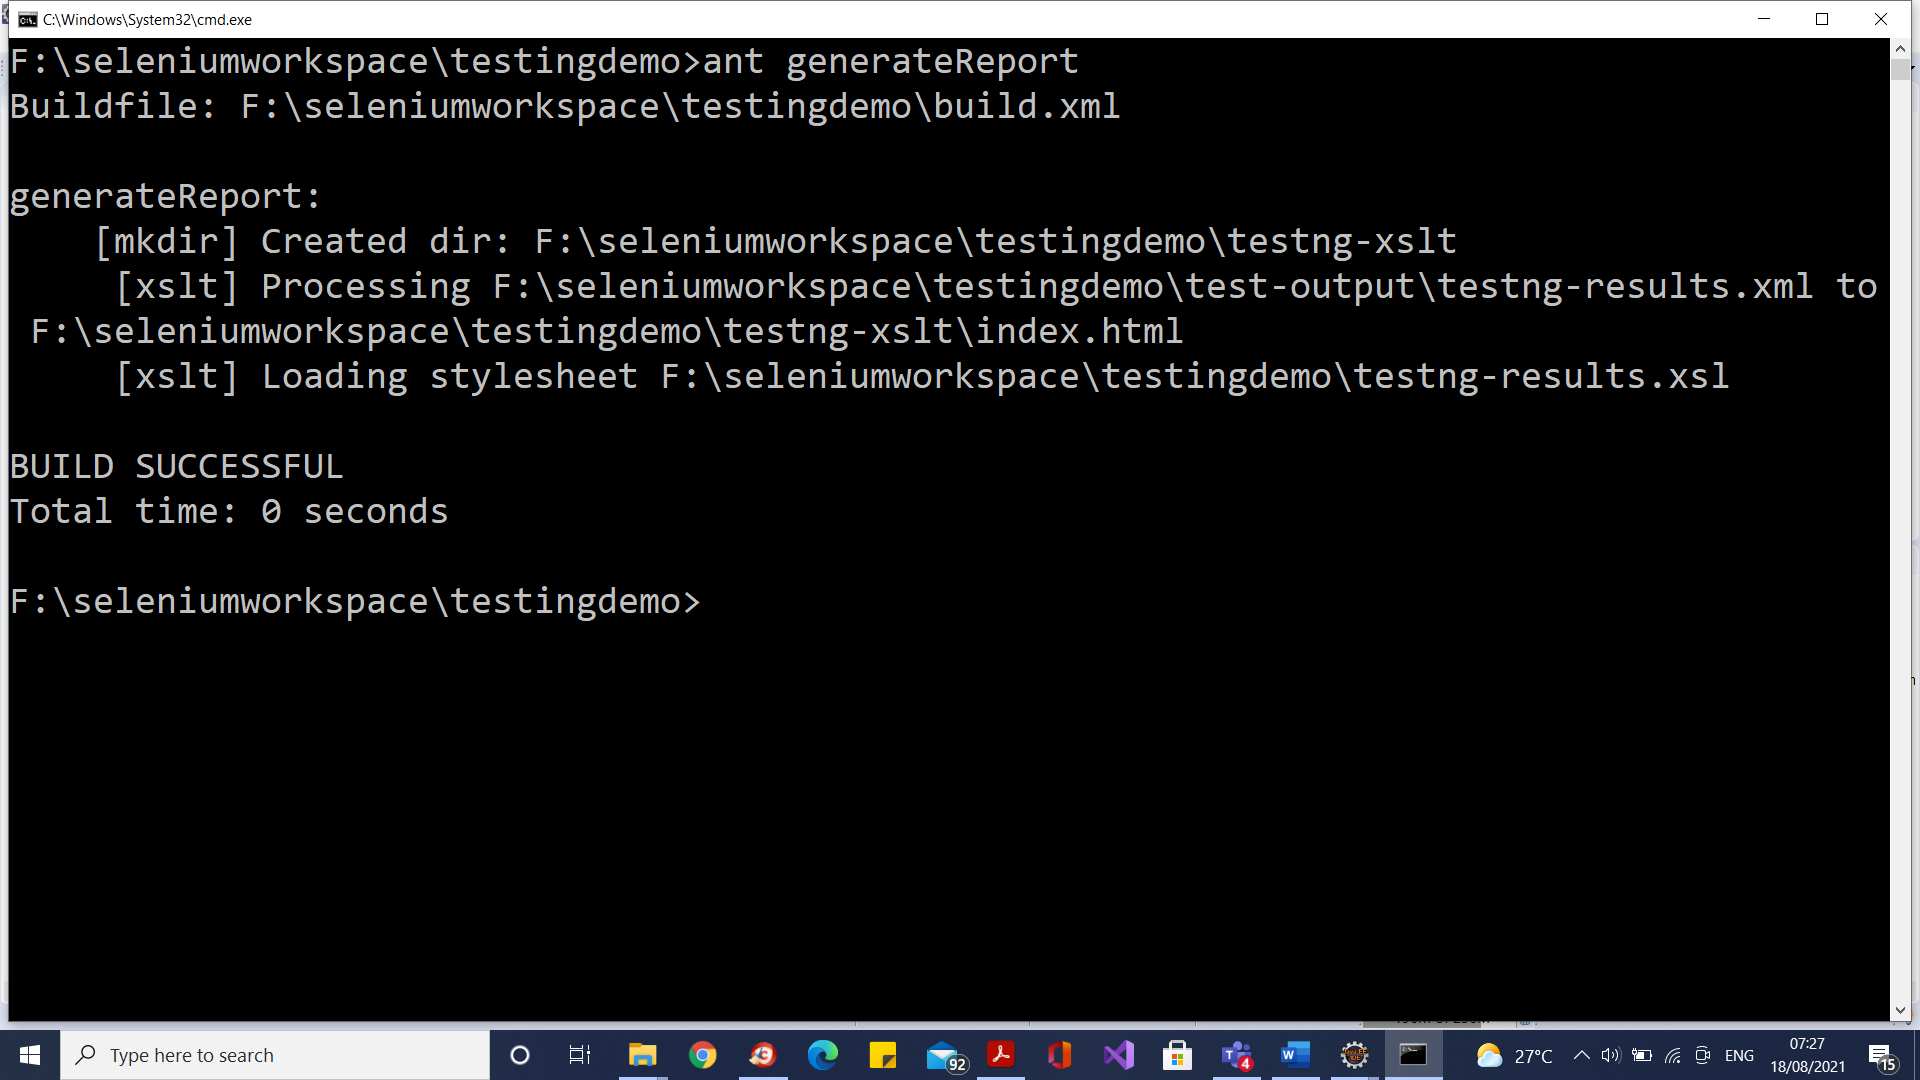 C:\Windows\System32\cmd.exe
F:\seleniumworkspace\testingdemo>ant generateReport
Buildfile: F:\seleniumworkspace\testingdemo\build.xml
generateReport:
[mkdir] Created dir: F:\seleniumworkspace\testingdemo\testng-xslt
[xslt] Processing F:\seleniumworkspace\testingdemo\test-output\testng-results.xml to
F:\seleniumworkspace\testingdemo\testng-xslt\index.html
[xslt] Loading stylesheet F:\seleniumworkspace\testingdemo\testng-results.xsl
BUILD SUCCESSFUL
Total time: 0 seconds
F:\seleniumworkspace\testingdemo>
Type here to search
92
4
27°C
ENG
07:27
18/08/2021
15